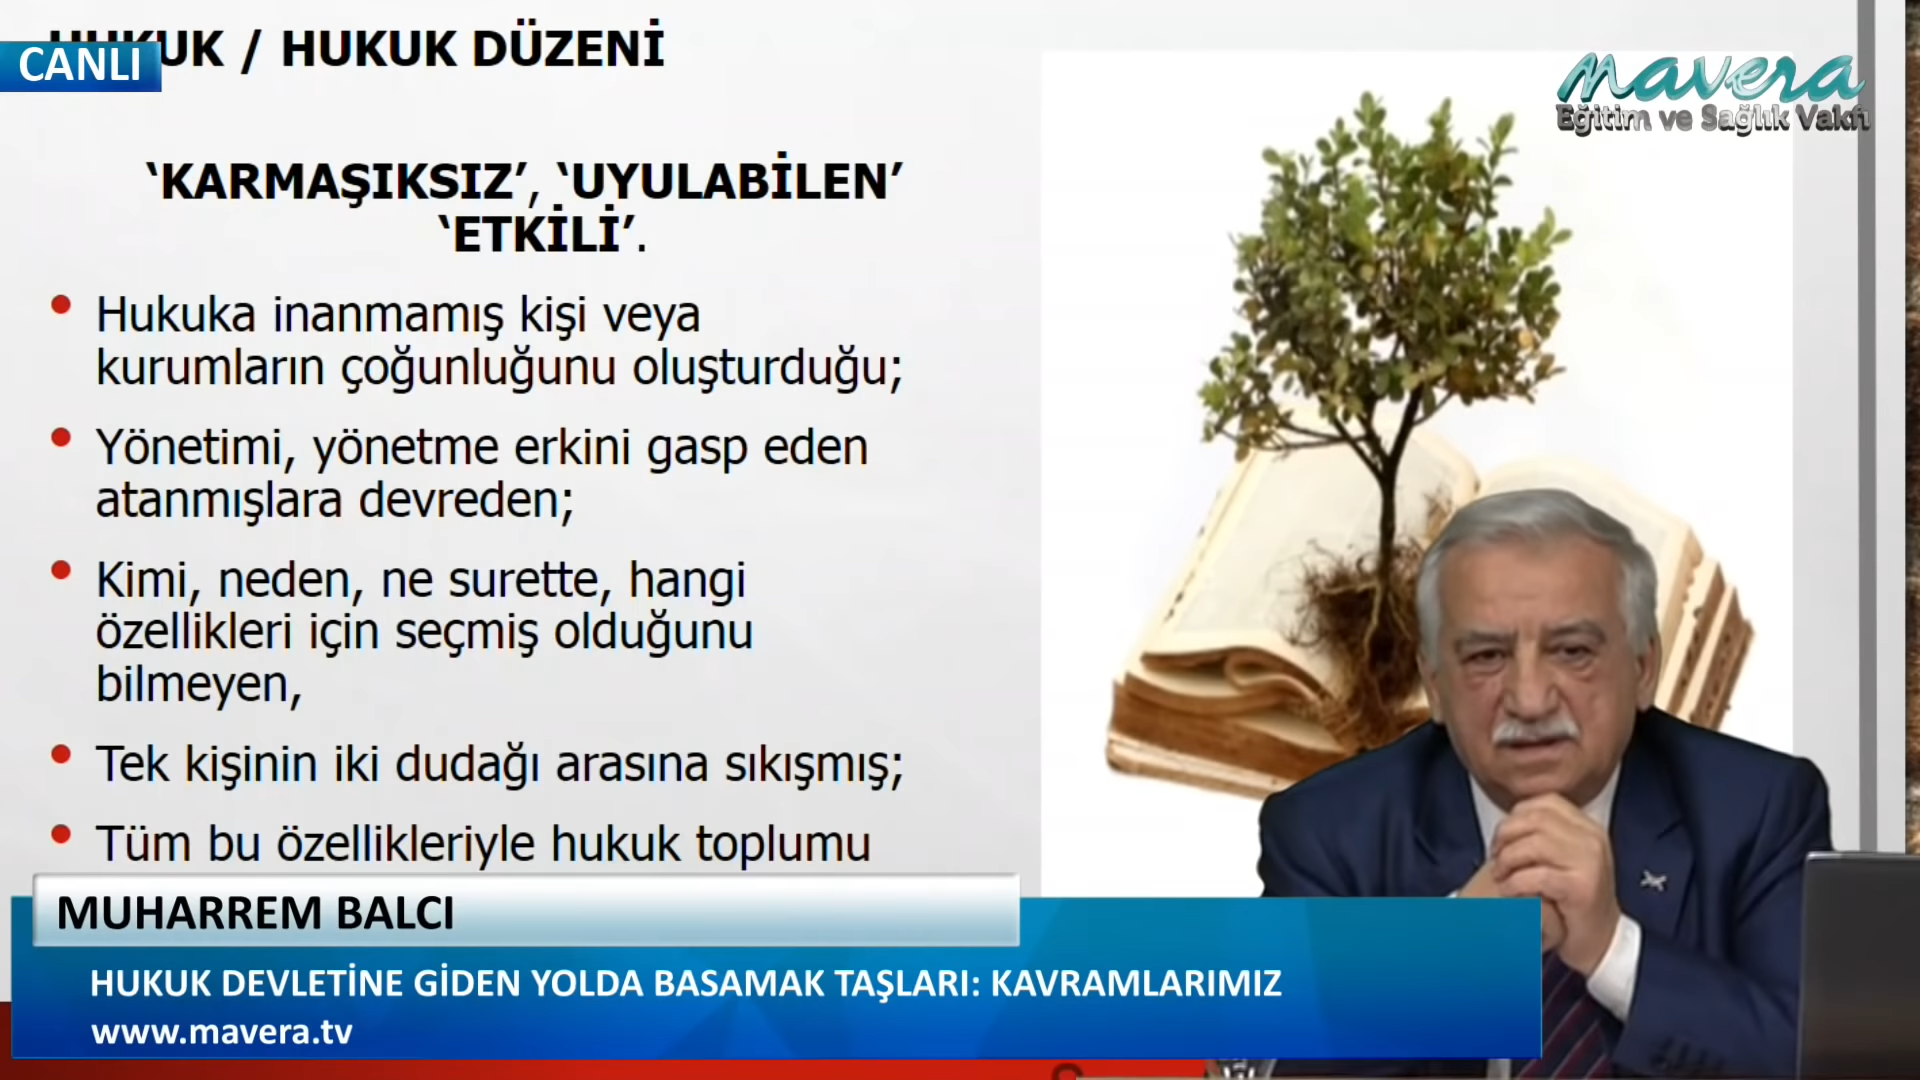 CANLI
HUKUK / HUKUK DÜZENİ
mavera
Eğitim ve Sağlık Vakfı
‘KARMAŞIKSIZ’, ‘UYULABİLEN’
‘ETKİLİ’.
• Hukuka inanmamış kişi veya
kurumların çoğunluğunu oluşturduğu;
• Yönetimi, yönetme erkini gasp eden
atanmışlara devreden;
• Kimi, neden, ne surette, hangi
özellikleri için seçmiş olduğunu
bilmeyen,
• Tek kişinin iki dudağı arasına sıkışmış;
• Tüm bu özellikleriyle hukuk toplumu
MUHARREM BALCI
HUKUK DEVLETİNE GİDEN YOLDA BASAMAK TAŞLARI: KAVRAMLARIMIZ
www.mavera.tv